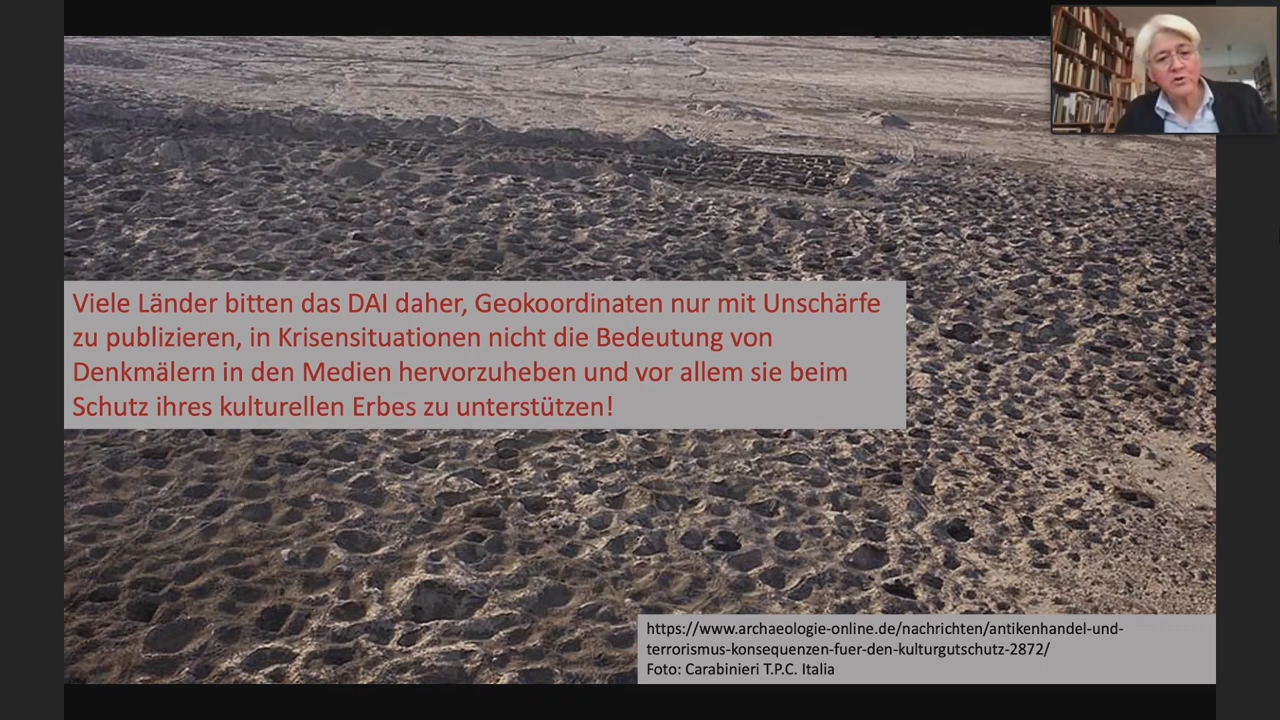 Viele Länder bitten das DAI daher, Geokoordinaten nur mit Unschärfe
zu publizieren, in Krisensituationen nicht die Bedeutung von
Denkmälern in den Medien hervorzuheben und vor allem sie beim
Schutz ihres kulturellen Erbes zu unterstützen!
https://www.archaeologie-online.de/nachrichten/antikenhandel-und-
terrorismus-konsequenzen-fuer-den-kulturgutschutz-2872/
Foto: Carabinieri T.P.C. Italia